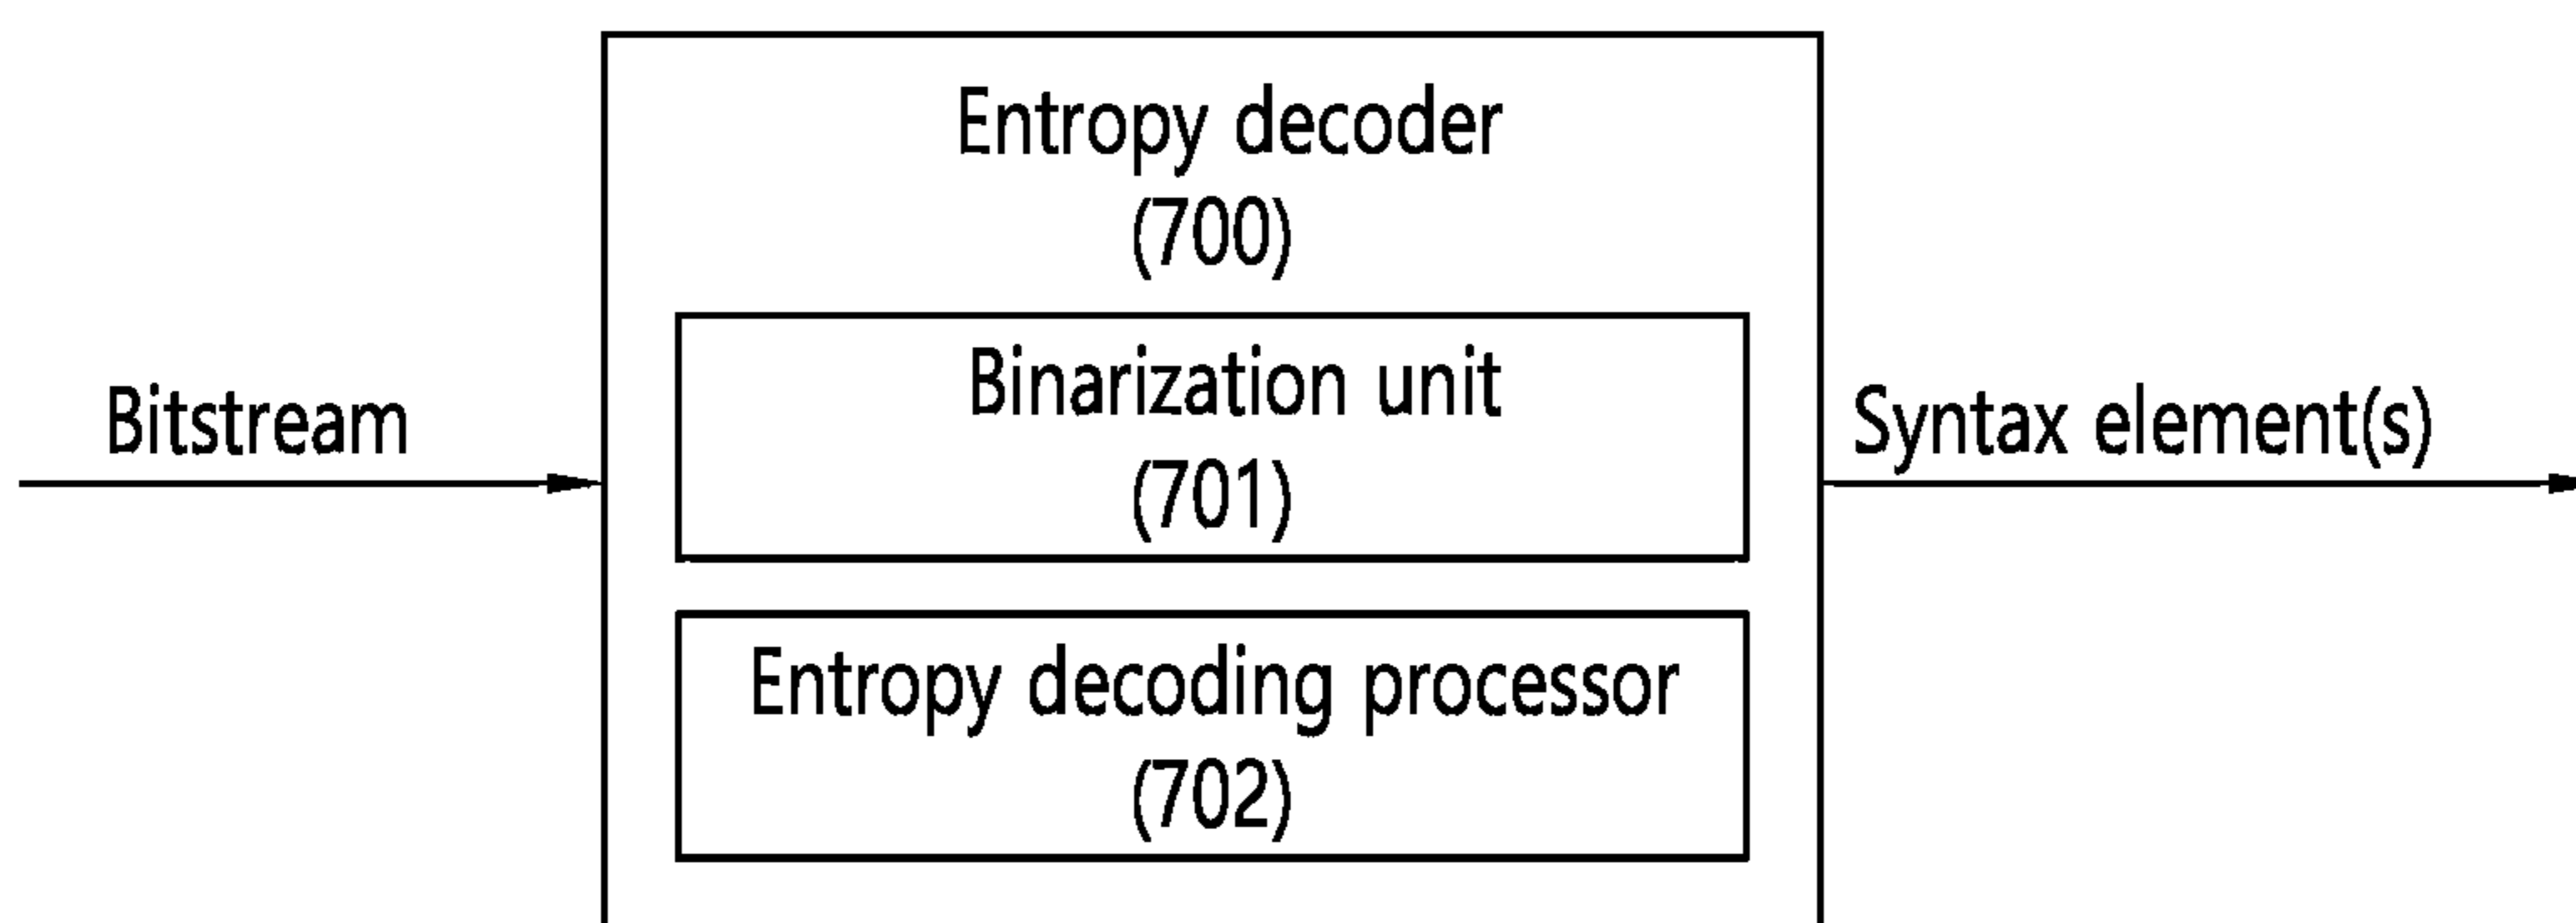 Entropy decoder
(700)
Bitstream
Binarization unit
(701)
Syntax element(s)
Entropy decoding processor
(702)